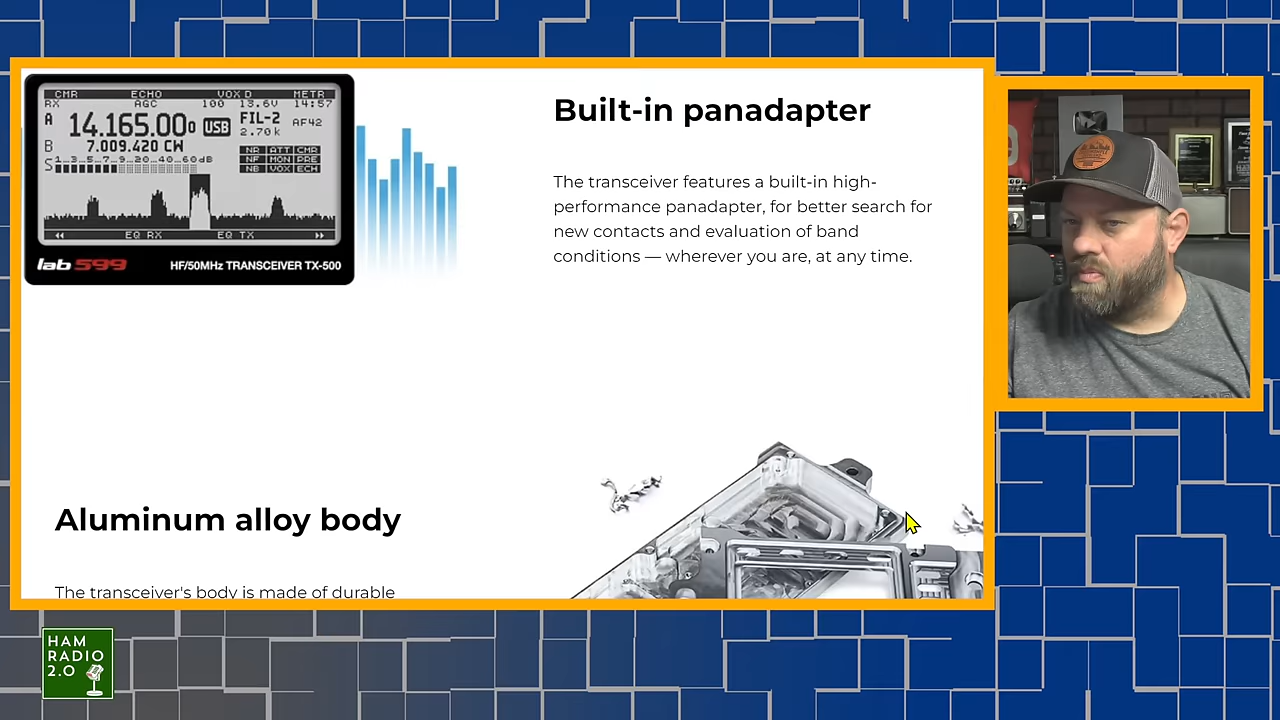 CMR ECHO VOX D METR
RX AGC 100 13.6V 14:57
A 14.165.000 USB FIL-2 AF42
2.70k
B 7.009.420 CW
NR ATT CMR
S 1..3..5..7..9..20..40..60dB
NF MON PRE
NB VOX ECH
EQ RX EQ TX
lab599 HF/50MHz TRANSCEIVER TX-500
Built-in panadapter
The transceiver features a built-in high-
performance panadapter, for better search for
new contacts and evaluation of band
conditions — wherever you are, at any time.
Aluminum alloy body
The transceiver's body is made of durable
HAM
RADIO
2.0